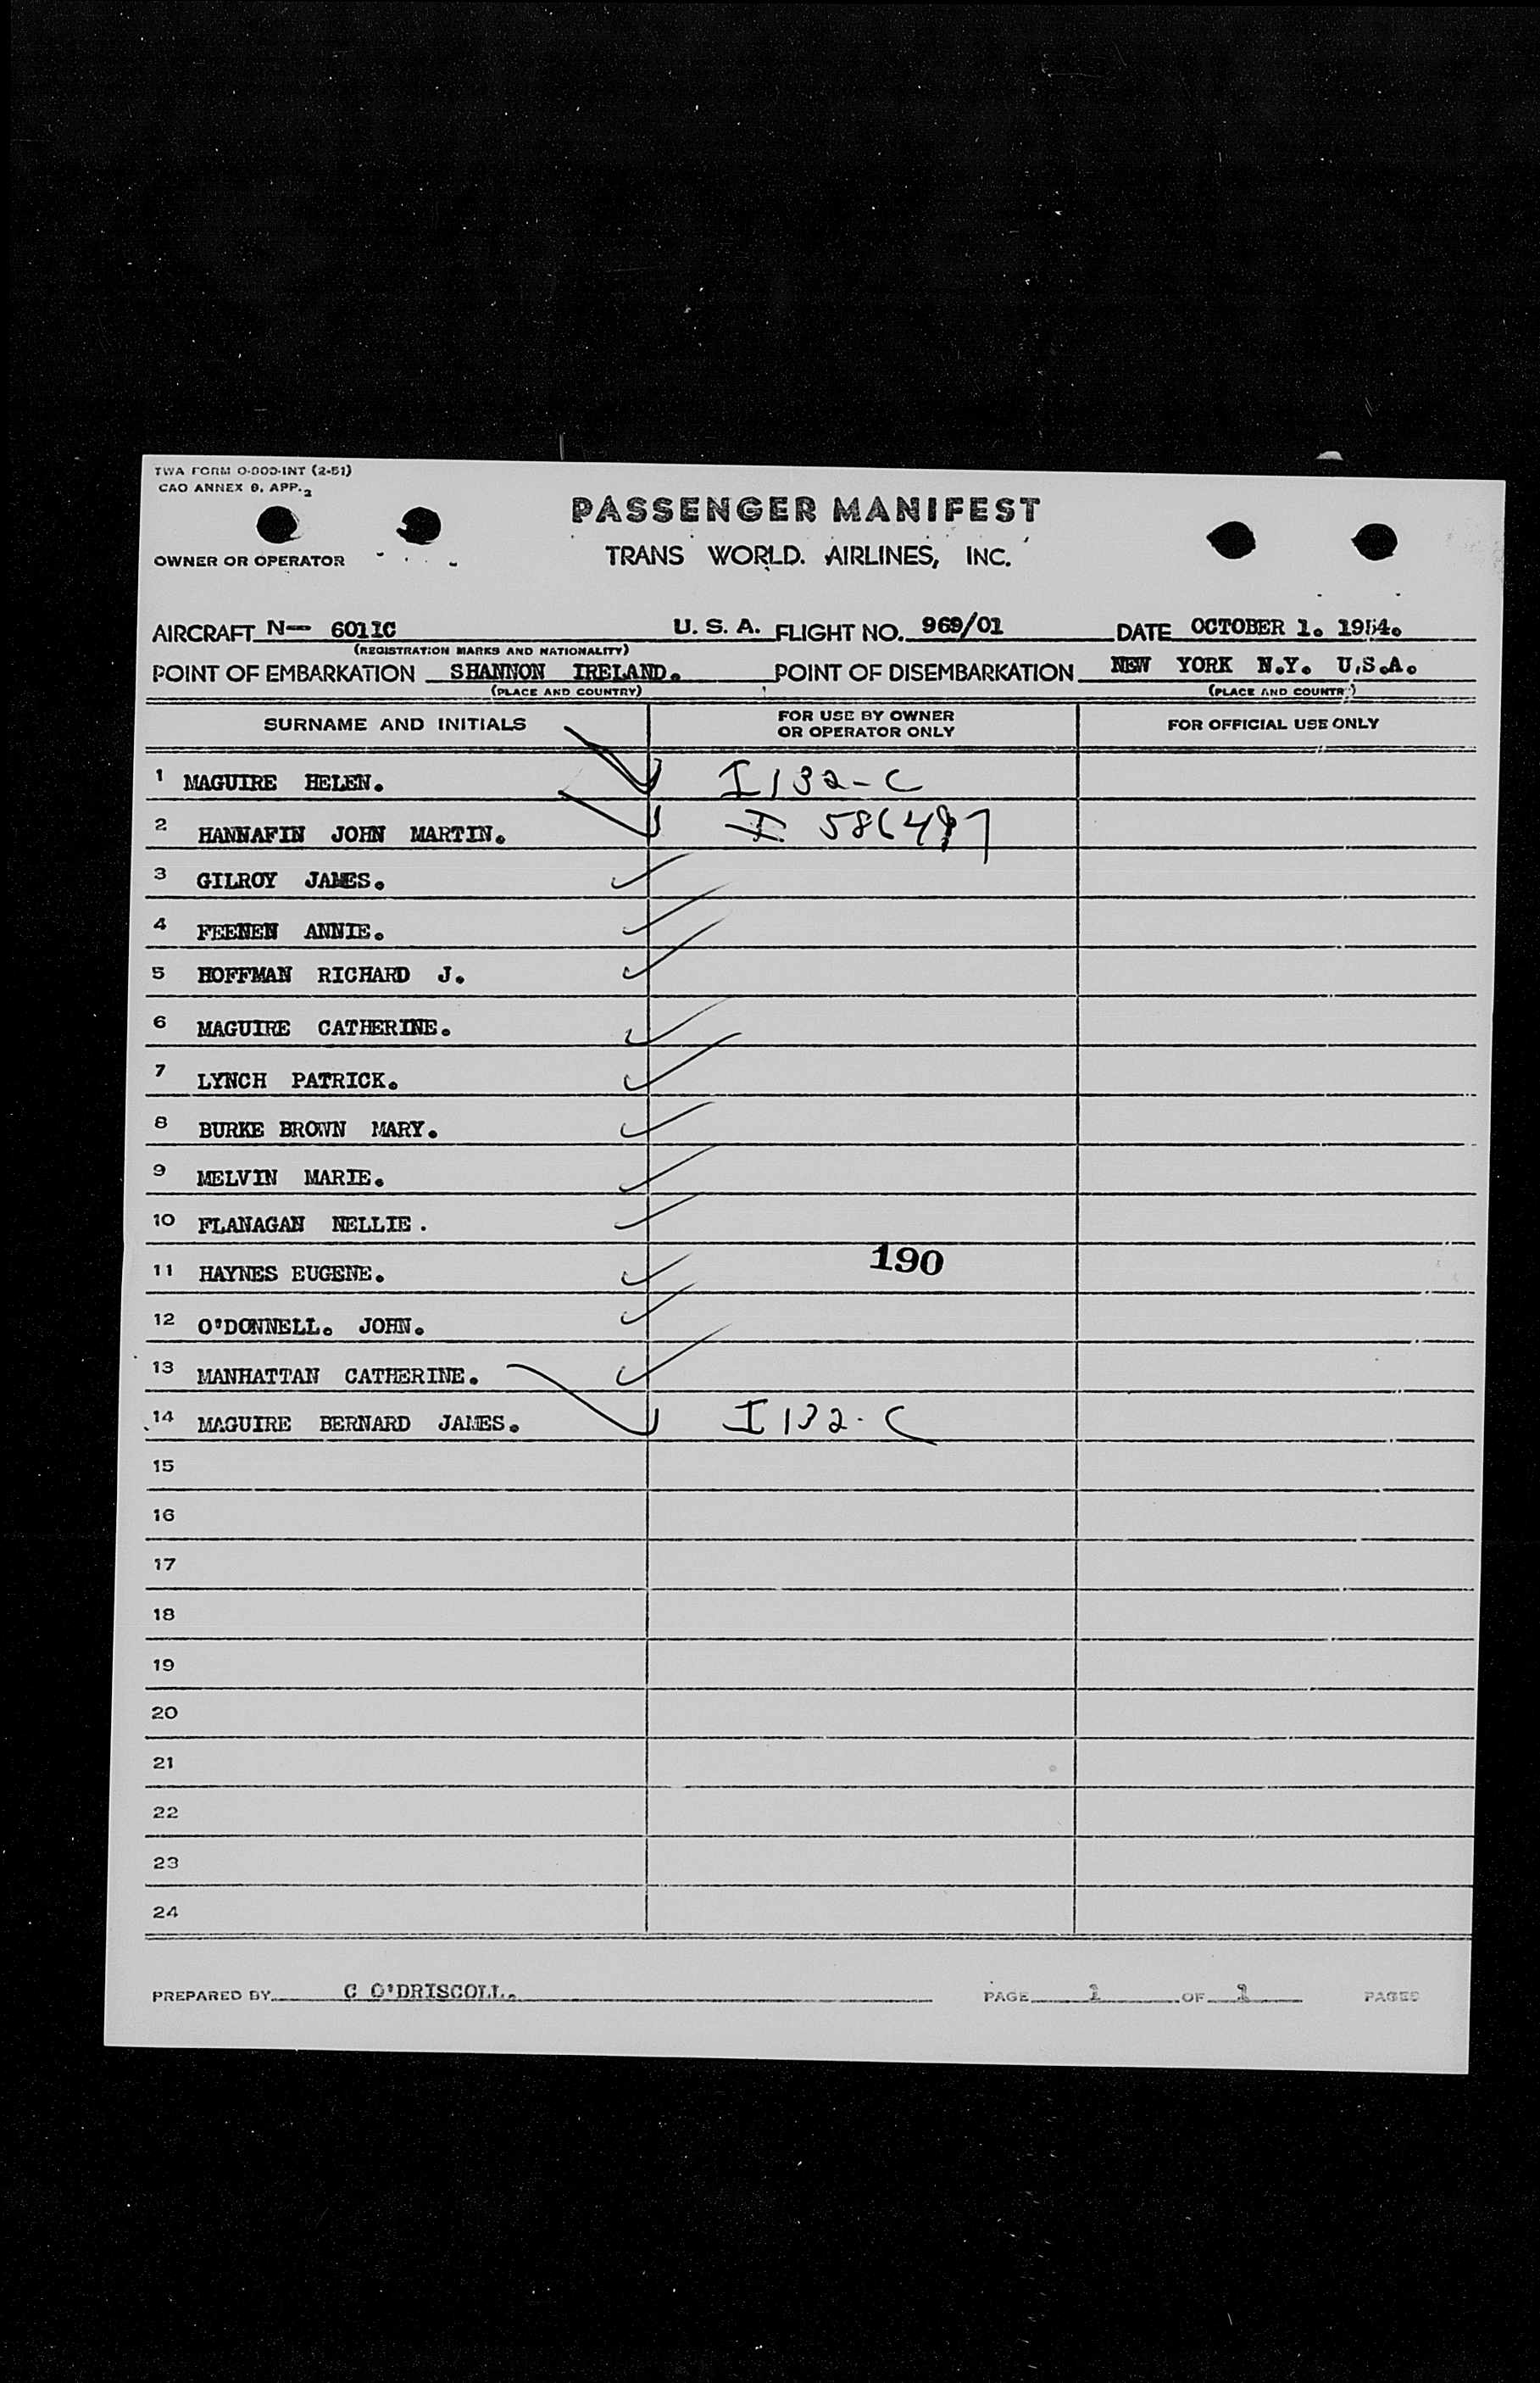 TWA FORM O-900-INT (2-51)
CAO ANNEX 9, APP. 2
PASSENGER MANIFEST
OWNER OR OPERATOR TRANS WORLD. AIRLINES, INC.
AIRCRAFT N-- 6011C U. S. A. FLIGHT NO. 969/01 DATE OCTOBER 1. 1954.
(REGISTRATION MARKS AND NATIONALITY)
POINT OF EMBARKATION SHANNON IRELAND. POINT OF DISEMBARKATION NEW YORK N.Y. U.S.A.
(PLACE AND COUNTRY) (PLACE AND COUNTRY)
SURNAME AND INITIALS FOR USE BY OWNER OR OPERATOR ONLY FOR OFFICIAL USE ONLY
1 MAGUIRE HELEN. I 132-C
2 HANNAFIN JOHN MARTIN. I
3 GILROY JAMES.
4 FEENEN ANNIE.
5 HOFFMAN RICHARD J.
6 MAGUIRE CATHERINE.
7 LYNCH PATRICK.
8 BURKE BROWN MARY.
9 MELVIN MARIE.
10 FLANAGAN NELLIE.
11 HAYNES EUGENE. 190
12 O'DONNELL. JOHN.
13 MANHATTAN CATHERINE.
14 MAGUIRE BERNARD JAMES. I 132-C
15
16
17
18
19
20
21
22
23
24
PREPARED BY C O'DRISCOLL. PAGE 1 OF 1 PAGES